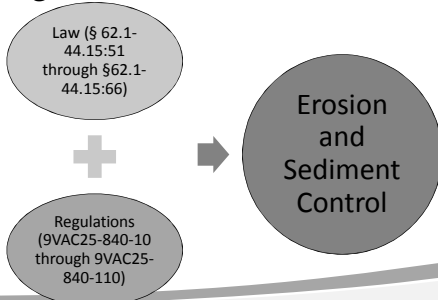 Law (§ 62.1-
44.15:51
through §62.1-
44.15:66)
Regulations
(9VAC25-840-10
through 9VAC25-
840-110)
Erosion
and
Sediment
Control